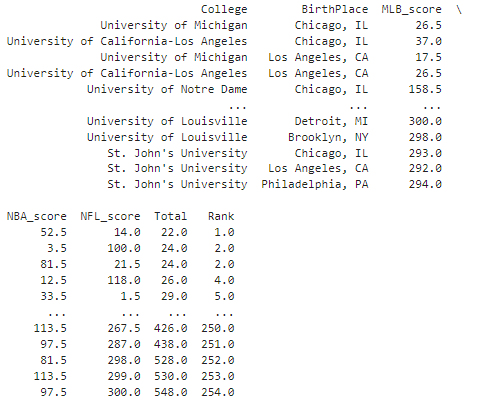 College BirthPlace MLB_score \
University of Michigan Chicago, IL 26.5
University of California-Los Angeles Chicago, IL 37.0
University of Michigan Los Angeles, CA 17.5
University of California-Los Angeles Los Angeles, CA 26.5
University of Notre Dame Chicago, IL 158.5
... ... ...
University of Louisville Detroit, MI 300.0
University of Louisville Brooklyn, NY 298.0
St. John's University Chicago, IL 293.0
St. John's University Los Angeles, CA 292.0
St. John's University Philadelphia, PA 294.0
NBA_score NFL_score Total Rank
52.5 14.0 22.0 1.0
3.5 100.0 24.0 2.0
81.5 21.5 24.0 2.0
12.5 118.0 26.0 4.0
33.5 1.5 29.0 5.0
... ... ... ...
113.5 267.5 426.0 250.0
97.5 287.0 438.0 251.0
81.5 298.0 528.0 252.0
113.5 299.0 530.0 253.0
97.5 300.0 548.0 254.0